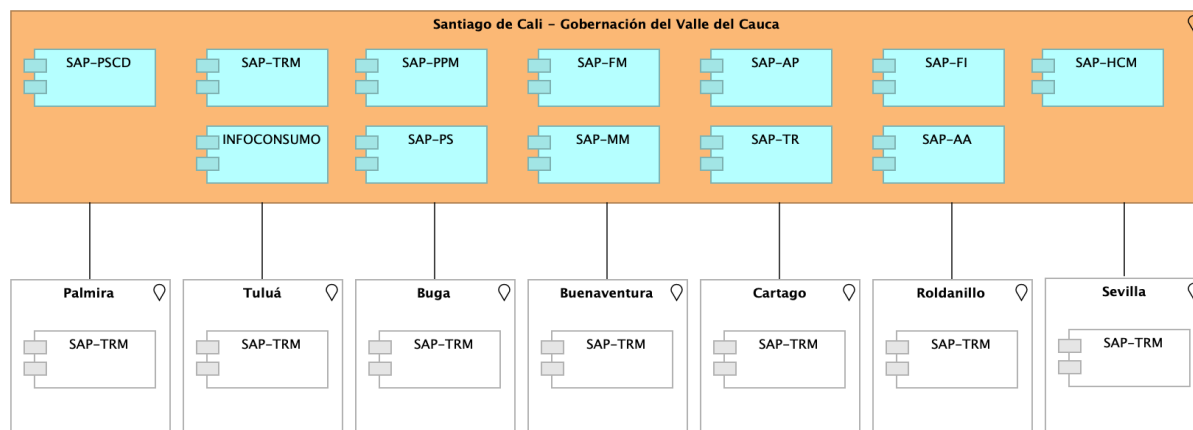 Santiago de Cali – Gobernación del Valle del Cauca
SAP–PSCD
SAP–TRM
SAP–PPM
SAP–FM
SAP–AP
SAP–FI
SAP–HCM
INFOCONSUMO
SAP–PS
SAP–MM
SAP–TR
SAP–AA
Palmira
Tuluá
Buga
Buenaventura
Cartago
Roldanillo
Sevilla
SAP–TRM
SAP–TRM
SAP–TRM
SAP–TRM
SAP–TRM
SAP–TRM
SAP–TRM